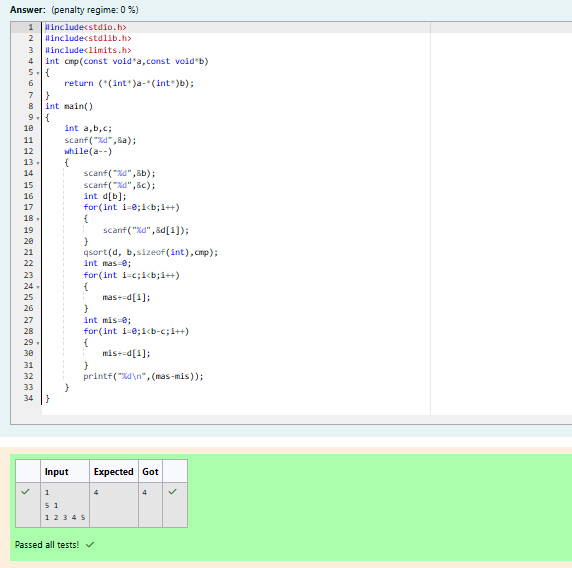 Answer: (penalty regime: 0 %)
1 #include<stdio.h>
2 #include<stdlib.h>
3 #include<limits.h>
4 int cmp(const void*a,const void*b)
5 {
6 return (*(int*)a-*(int*)b);
7 }
8 int main()
9 {
10 int a,b,c;
11 scanf("%d",&a);
12 while(a--)
13 {
14 scanf("%d",&b);
15 scanf("%d",&c);
16 int d[b];
17 for(int i=0;i<b;i++)
18 {
19 scanf("%d",&d[i]);
20 }
21 qsort(d, b,sizeof(int),cmp);
22 int mas=0;
23 for(int i=c;i<b;i++)
24 {
25 mas+=d[i];
26 }
27 int mis=0;
28 for(int i=0;i<b-c;i++)
29 {
30 mis+=d[i];
31 }
32 printf("%d\n",(mas-mis));
33 }
34 }
Input Expected Got
1 4 4
5 1
1 2 3 4 5
Passed all tests!